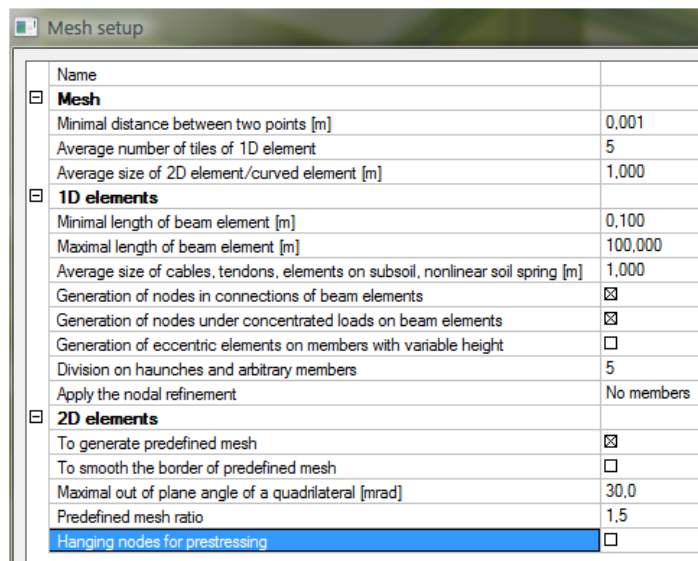 Mesh setup
Name
Mesh
Minimal distance between two points [m] 0,001
Average number of tiles of 1D element 5
Average size of 2D element/curved element [m] 1,000
1D elements
Minimal length of beam element [m] 0,100
Maximal length of beam element [m] 100,000
Average size of cables, tendons, elements on subsoil, nonlinear soil spring [m] 1,000
Generation of nodes in connections of beam elements
Generation of nodes under concentrated loads on beam elements
Generation of eccentric elements on members with variable height
Division on haunches and arbitrary members 5
Apply the nodal refinement No members
2D elements
To generate predefined mesh
To smooth the border of predefined mesh
Maximal out of plane angle of a quadrilateral [mrad] 30,0
Predefined mesh ratio 1,5
Hanging nodes for prestressing